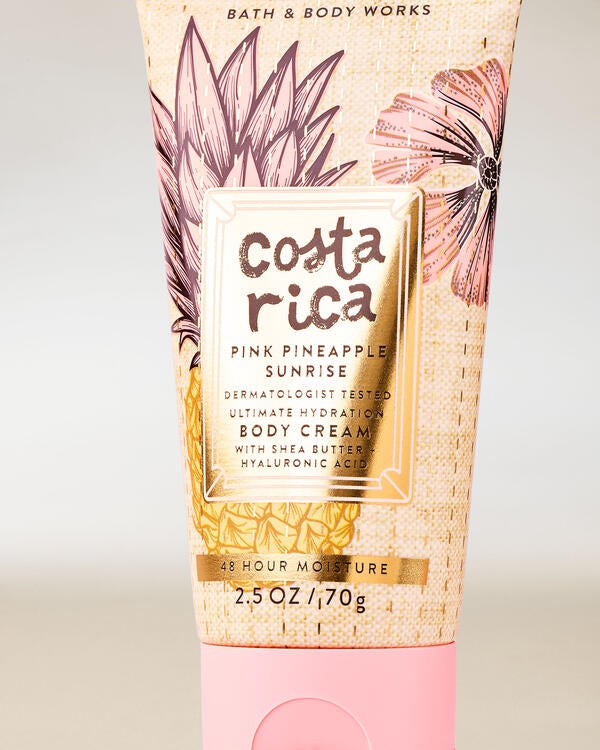 BATH & BODY WORKS
costa
rica
PINK PINEAPPLE
SUNRISE
DERMATOLOGIST TESTED
ULTIMATE HYDRATION
BODY CREAM
WITH SHEA BUTTER +
HYALURONIC ACID
48 HOUR MOISTURE
2.5 OZ / 70g